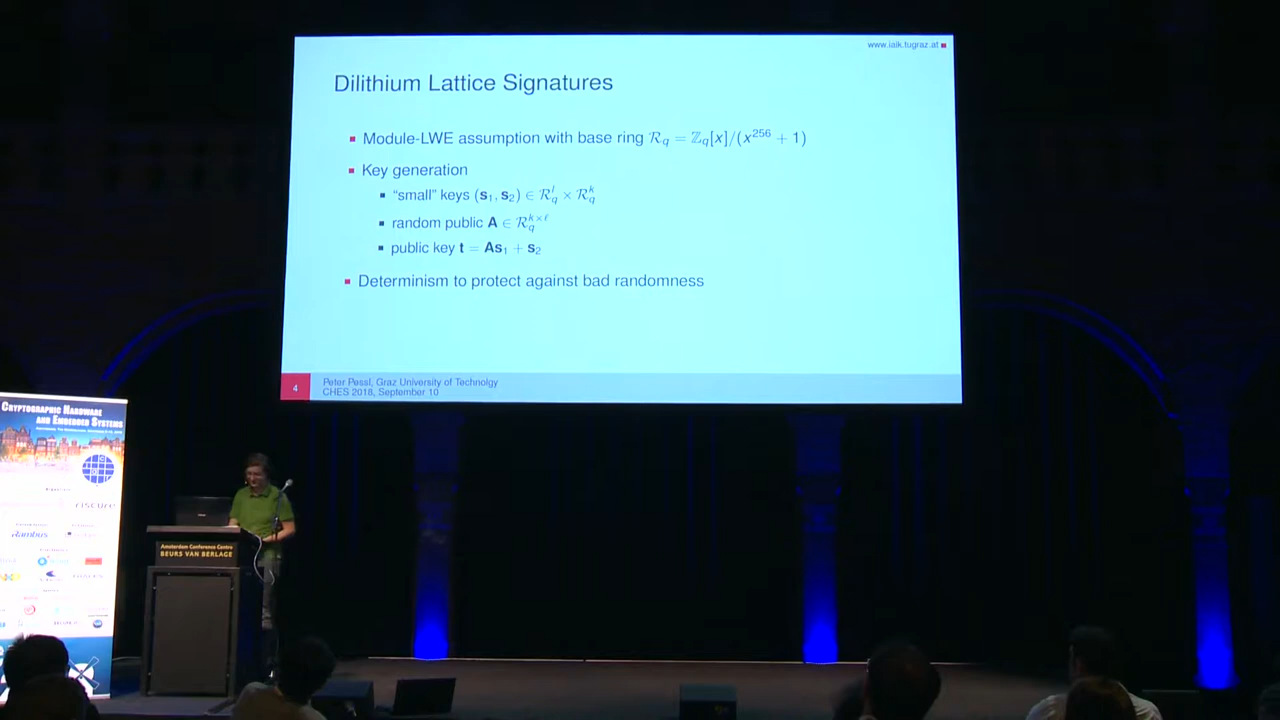 www.iaik.tugraz.at
Dilithium Lattice Signatures
Module-LWE assumption with base ring 𝓡q = ℤq[x]/(x²⁵⁶ + 1)
Key generation
"small" keys (s₁, s₂) ∈ 𝓡qˡ × 𝓡qᵏ
random public A ∈ 𝓡qᵏ ˣ ℓ
public key t = As₁ + s₂
Determinism to protect against bad randomness
4
Peter Pessl, Graz University of Technolgy
CHES 2018, September 10
CRYPTOGRAPHIC HARDWARE
AND EMBEDDED SYSTEMS
riscure
Rambus
Amsterdam Conference Centre
BEURS VAN BERLAGE